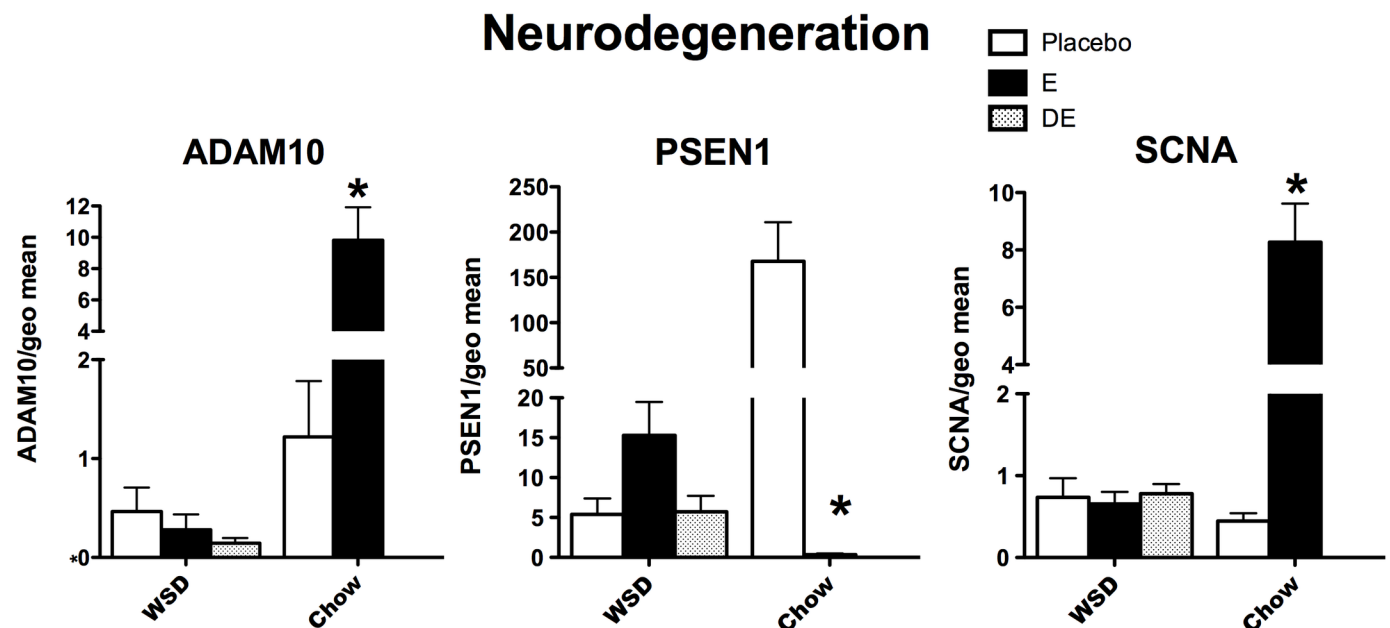 Neurodegeneration
Placebo
E
DE
ADAM10
ADAM10/geo mean
12
10
8
6
4
2
1
*0
*
WSD
Chow
PSEN1
PSEN1/geo mean
250
200
150
100
50
20
15
10
5
0
*
WSD
Chow
SCNA
SCNA/geo mean
10
8
6
4
2
1
0
*
WSD
Chow